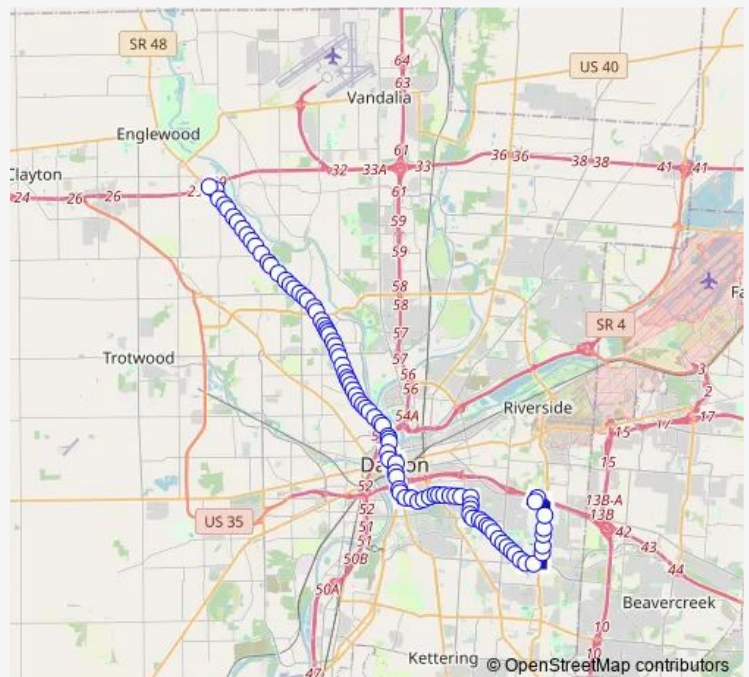 SR 48
US 40
64
63
Vandalia
Englewood
61
32
33A
33
36 36
38 38
41
41
Clayton
24
26
26
61
59
59
58
58
57
SR 4
Trotwood
57
56
56
3
2
Riverside
54A
17
15
17
Dayton
15
52
US 35
52
51
51
13B-A
13B
42
50B
43
44
50A
Beavercreek
10
10
47
Kettering
© OpenStreetMap contributors